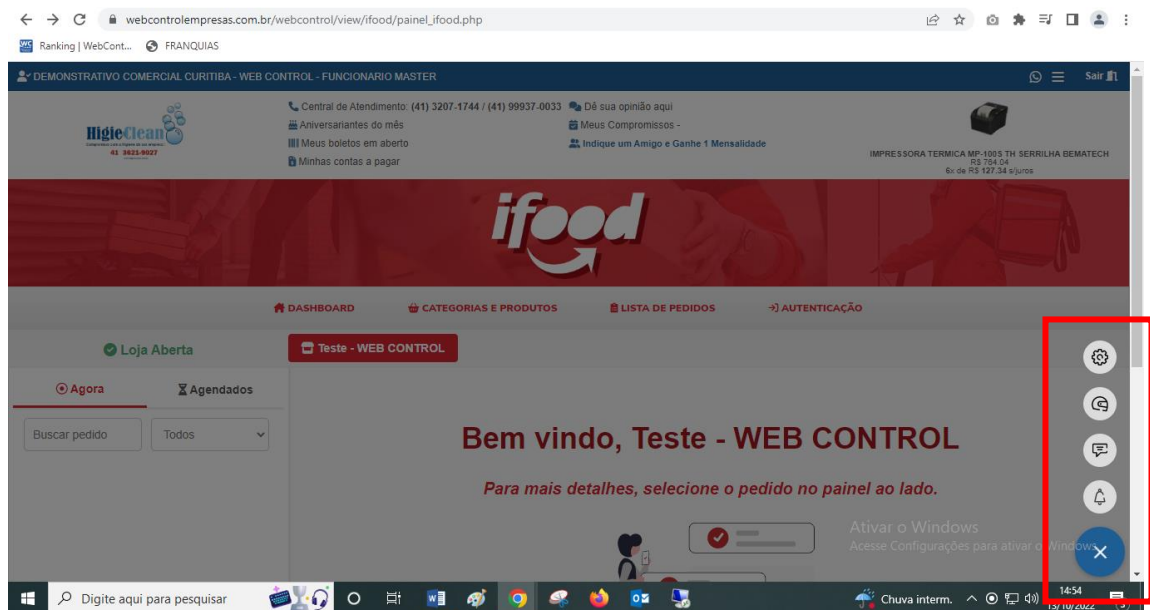 webcontrolempresas.com.br/webcontrol/view/ifood/painel_ifood.php
Ranking | WebCont...
FRANQUIAS
DEMONSTRATIVO COMERCIAL CURITIBA - WEB CONTROL - FUNCIONARIO MASTER
Sair
HigieClean
41 3621-9827
Central de Atendimento: (41) 3207-1744 / (41) 99937-0033
Aniversariantes do mês
Meus boletos em aberto
Minhas contas a pagar
Dê sua opinião aqui
Meus Compromissos -
Indique um Amigo e Ganhe 1 Mensalidade
IMPRESSORA TERMICA MP-100S TH SERRILHA BEMATECH
R$ 764.04
6x de R$ 127.34 s/juros
ifood
DASHBOARD
CATEGORIAS E PRODUTOS
LISTA DE PEDIDOS
AUTENTICAÇÃO
Loja Aberta
Teste - WEB CONTROL
Agora
Agendados
Buscar pedido
Todos
Bem vindo, Teste - WEB CONTROL
Para mais detalhes, selecione o pedido no painel ao lado.
Ativar o Windows
Acesse Configurações para ativar o Windows.
Digite aqui para pesquisar
Chuva interm.
14:54
13/10/2022